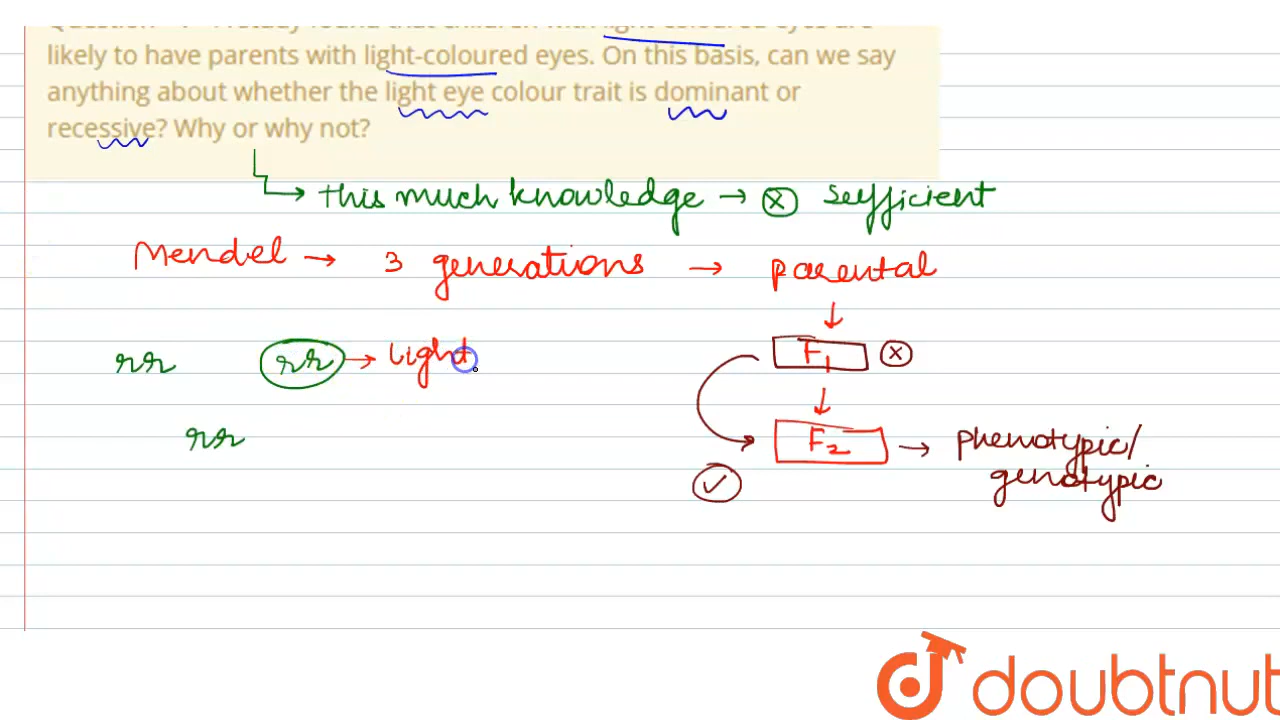 likely to have parents with light-coloured eyes. On this basis, can we say
anything about whether the light eye colour trait is dominant or
recessive? Why or why not?
This much knowledge → ⓧ sefficient
Mendel → 3 generations → parental
↓
rr rr → Light F1 ⓧ
↓
rr F2 → phenotypic/
genotypic
doubtnut